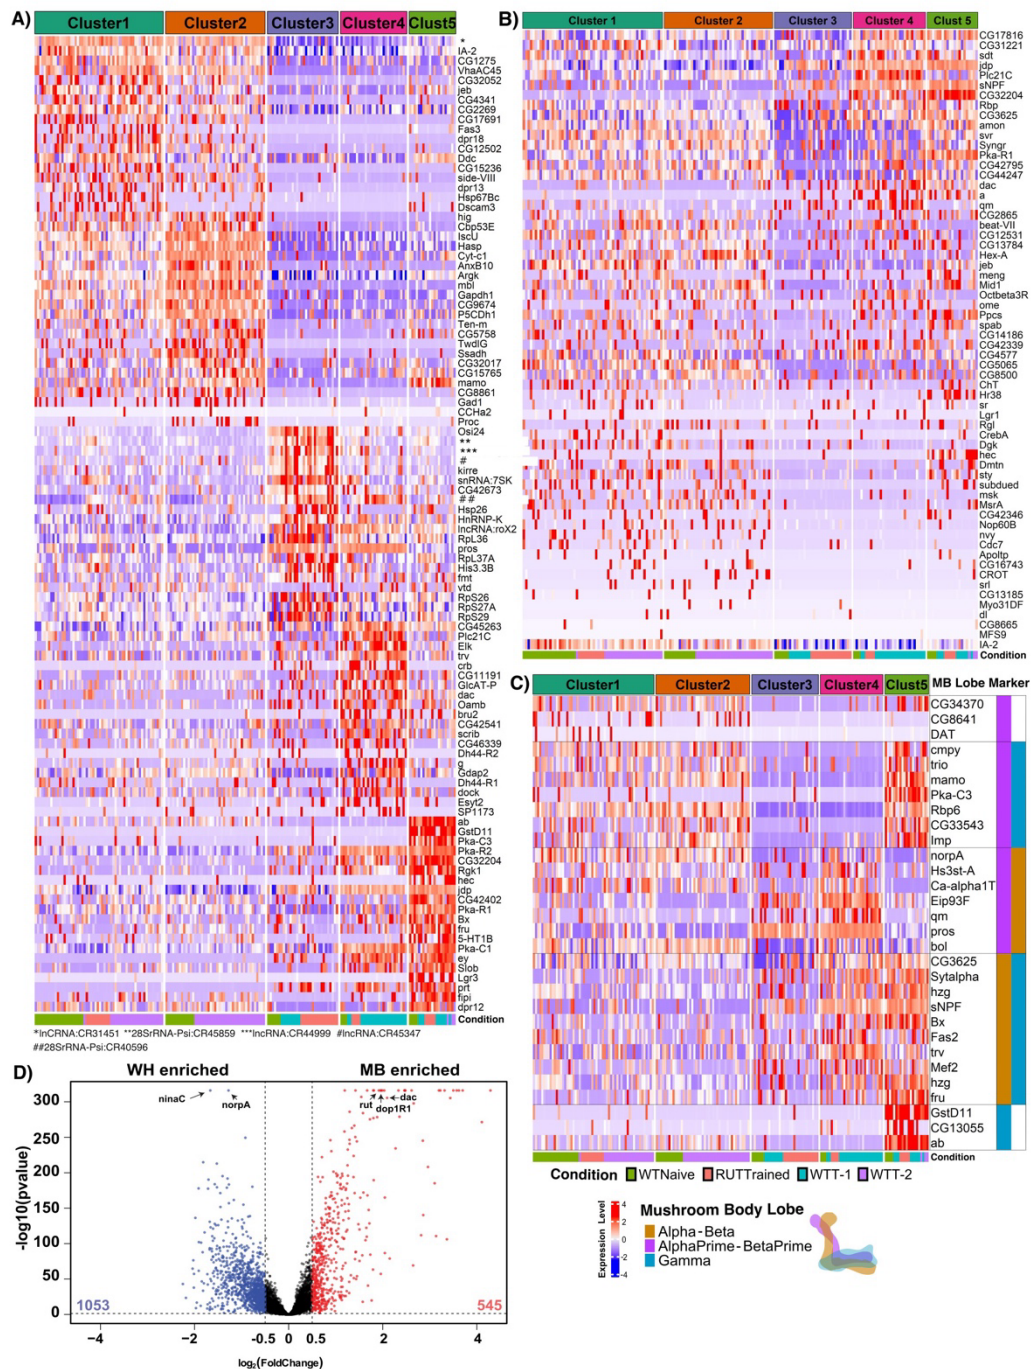 A)
Cluster1 Cluster2 Cluster3 Cluster4 Clust5
*
IA-2
CG1275
VhaAC45
CG32052
jeb
CG4341
CG2269
CG17691
Fas3
dpr18
CG12502
Ddc
CG15236
side-VIII
dpr13
Hsp67Bc
Dscam3
hig
Cbp53E
IscU
Hasp
Cyt-c1
AnxB10
Argk
mbl
Gapdh1
CG9674
P5CDh1
Ten-m
CG5758
TwdlG
Ssadh
CG32017
CG15765
mamo
CG8861
Gad1
CCHa2
Proc
Osi24
**
***
#
kirre
snRNA:7SK
CG42673
##
Hsp26
HnRNP-K
lncRNA:roX2
RpL36
pros
RpL37A
His3.3B
fmt
vtd
RpS26
RpS27A
RpS29
CG45263
Plc21C
Elk
trv
crb
CG11191
GlcAT-P
dac
Oamb
bru2
CG42541
scrib
CG46339
Dh44-R2
g
Gdap2
Dh44-R1
dock
Esyt2
SP1173
ab
GstD11
Pka-C3
Pka-R2
CG32204
Rgk1
hec
jdp
CG42402
Pka-R1
Bx
fru
5-HT1B
Pka-C1
ey
Slob
Lgr3
prt
fipi
dpr12
Condition
*lnCRNA:CR31451 **28SrRNA-Psi:CR45859 ***lncRNA:CR44999 #lncRNA:CR45347
##28SrRNA-Psi:CR40596
B)
Cluster 1 Cluster 2 Cluster 3 Cluster 4 Clust 5
CG17816
CG31221
sdt
jdp
Plc21C
sNPF
CG32204
Rbp
CG3625
amon
svr
Syngr
Pka-R1
CG42795
CG44247
dac
a
qm
CG2865
beat-VII
CG12531
CG13784
Hex-A
jeb
meng
Mid1
Octbeta3R
ome
Ppcs
spab
CG14186
CG42339
CG4577
CG5065
CG8500
ChT
Hr38
sr
Lgr1
Rgl
CrebA
Dgk
hec
Dmtn
sty
subdued
msk
MsrA
CG42346
Nop60B
nvy
Cdc7
Apoltp
CG16743
CROT
srl
CG13185
Myo31DF
dl
CG8665
MFS9
IA-2
Condition
C)
Cluster1 Cluster2 Cluster3 Cluster4 Clust5 MB Lobe Marker
CG34370
CG8641
DAT
cmpy
trio
mamo
Pka-C3
Rbp6
CG33543
Imp
norpA
Hs3st-A
Ca-alpha1T
Eip93F
qm
pros
bol
CG3625
Sytalpha
hzg
sNPF
Bx
Fas2
trv
Mef2
hzg
fru
GstD11
CG13055
ab
Condition
Condition WTNaive RUTTrained WTT-1 WTT-2
Expression Level
4
2
0
-2
-4
Mushroom Body Lobe
Alpha-Beta
AlphaPrime-BetaPrime
Gamma
D)
WH enriched MB enriched
ninaC
norpA
rut
dop1R1
dac
-log10(pvalue)
300
250
200
150
100
50
0
1053
545
−4 −2 -0.5 0 0.5 2 4
log2(FoldChange)